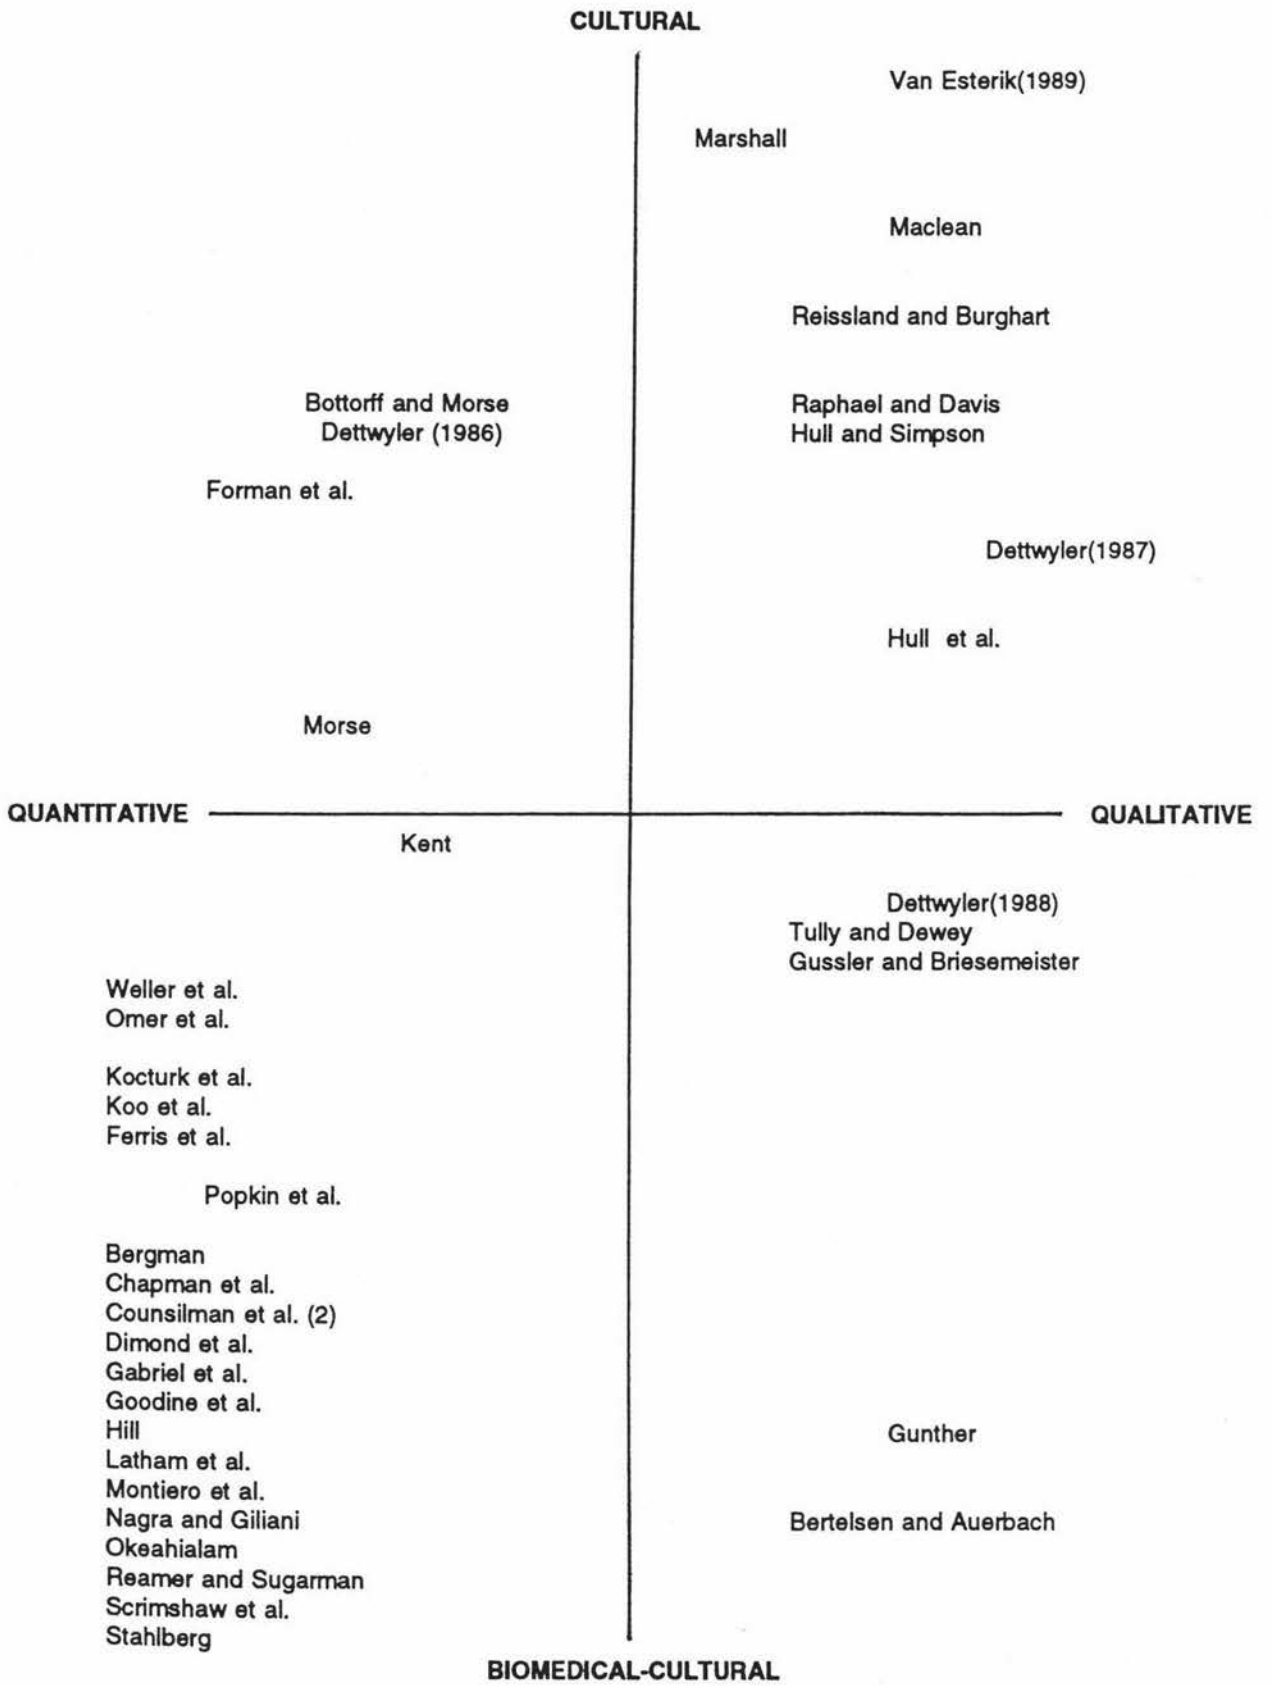 CULTURAL
Van Esterik(1989)
Marshall
Maclean
Reissland and Burghart
Bottorff and Morse
Raphael and Davis
Dettwyler (1986)
Hull and Simpson
Forman et al.
Dettwyler(1987)
Hull et al.
Morse
QUANTITATIVE
QUALITATIVE
Kent
Dettwyler(1988)
Tully and Dewey
Gussler and Briesemeister
Weller et al.
Omer et al.
Kocturk et al.
Koo et al.
Ferris et al.
Popkin et al.
Bergman
Chapman et al.
Counsilman et al. (2)
Dimond et al.
Gabriel et al.
Goodine et al.
Hill
Gunther
Latham et al.
Montiero et al.
Nagra and Giliani
Bertelsen and Auerbach
Okeahialam
Reamer and Sugarman
Scrimshaw et al.
Stahlberg
BIOMEDICAL-CULTURAL